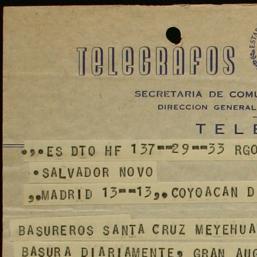 TELEGRAFOS
SECRETARIA DE COMU
DIRECCION GENERAL
TELE
,,•ES DTO HF 137--29--33 RGO
•SALVADOR NOVO
,,MADRID 13--13,, COYOACAN D
BASUREROS SANTA CRUZ MEYEHUA
BASURA DIARIAMENTE, GRAN AUG